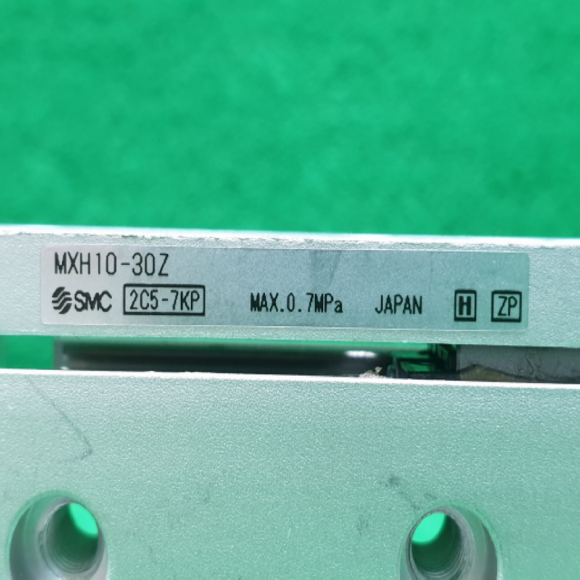 MXH10-30Z
SMC 2C5-7KP MAX.0.7MPa JAPAN H ZP